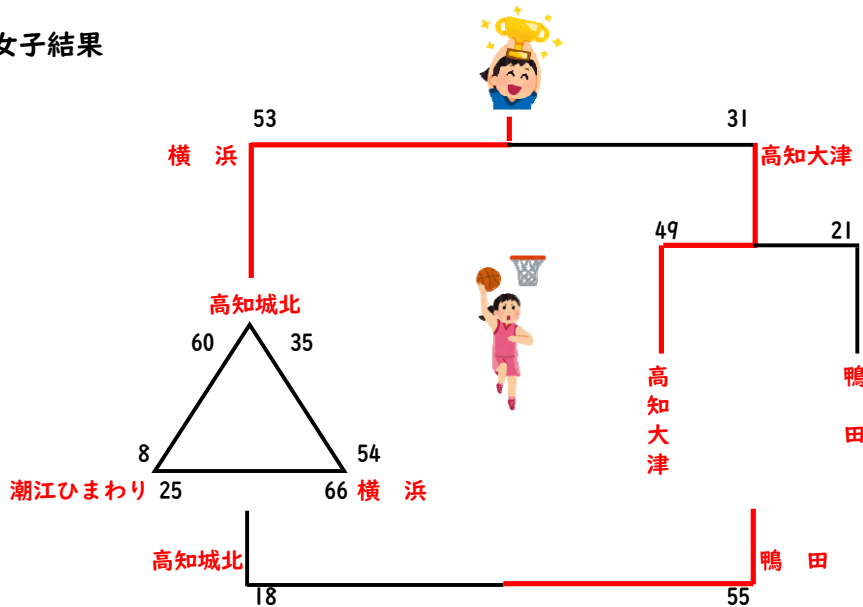 女子結果
53
31
横　浜
高知大津
49
21
高知城北
60
35
高知大津
鴨田
8
54
潮江ひまわり
25
66
横　浜
高知城北
鴨　田
18
55